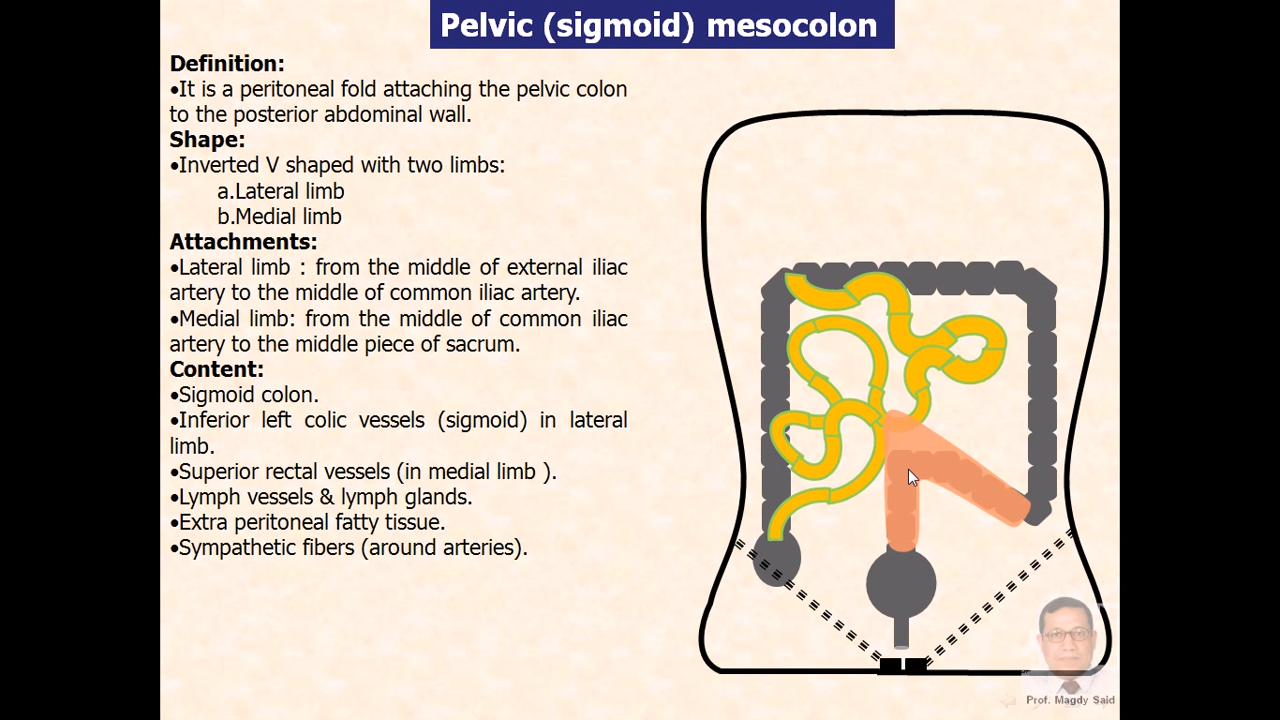 Pelvic (sigmoid) mesocolon
Definition:
•It is a peritoneal fold attaching the pelvic colon
to the posterior abdominal wall.
Shape:
•Inverted V shaped with two limbs:
a.Lateral limb
b.Medial limb
Attachments:
•Lateral limb : from the middle of external iliac
artery to the middle of common iliac artery.
•Medial limb: from the middle of common iliac
artery to the middle piece of sacrum.
Content:
•Sigmoid colon.
•Inferior left colic vessels (sigmoid) in lateral
limb.
•Superior rectal vessels (in medial limb ).
•Lymph vessels & lymph glands.
•Extra peritoneal fatty tissue.
•Sympathetic fibers (around arteries).
Prof. Magdy Said